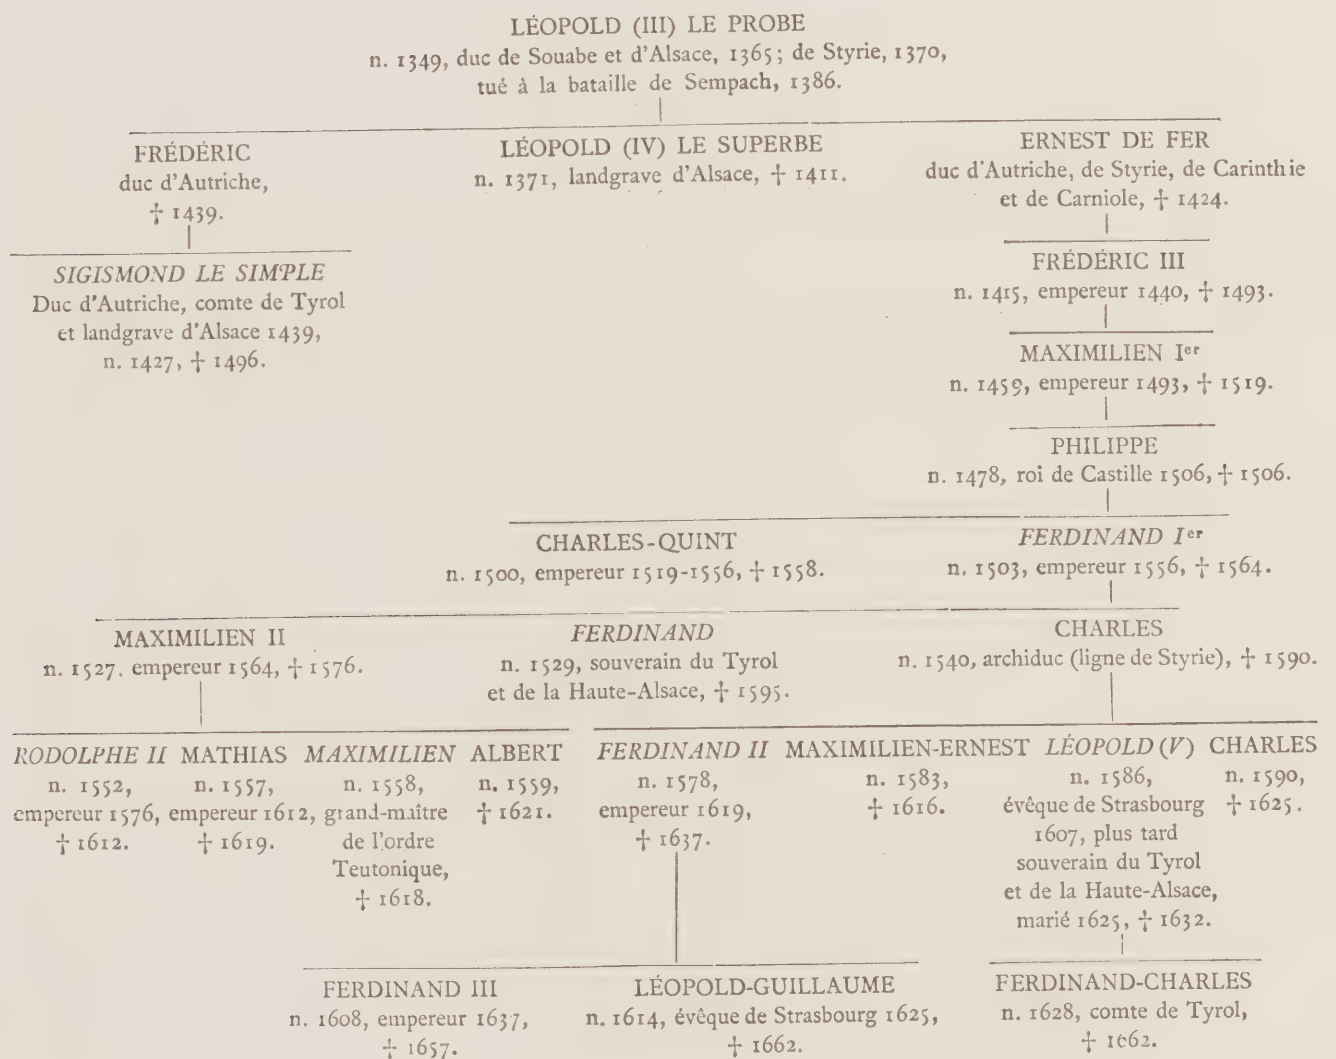 LÉOPOLD (III) LE PROBE
n. 1349, duc de Souabe et d'Alsace, 1365; de Styrie, 1370,
tué à la bataille de Sempach, 1386.
FRÉDÉRIC
duc d'Autriche,
† 1439.
LÉOPOLD (IV) LE SUPERBE
n. 1371, landgrave d'Alsace, † 1411.
ERNEST DE FER
duc d'Autriche, de Styrie, de Carinthie
et de Carniole, † 1424.
SIGISMOND LE SIMPLE
Duc d'Autriche, comte de Tyrol
et landgrave d'Alsace 1439,
n. 1427, † 1496.
FRÉDÉRIC III
n. 1415, empereur 1440, † 1493.
MAXIMILIEN Ier
n. 1459, empereur 1493, † 1519.
PHILIPPE
n. 1478, roi de Castille 1506, † 1506.
CHARLES-QUINT
n. 1500, empereur 1519-1556, † 1558.
FERDINAND Ier
n. 1503, empereur 1556, † 1564.
MAXIMILIEN II
n. 1527, empereur 1564, † 1576.
FERDINAND
n. 1529, souverain du Tyrol
et de la Haute-Alsace, † 1595.
CHARLES
n. 1540, archiduc (ligne de Styrie), † 1590.
RODOLPHE II
n. 1552,
empereur 1576,
† 1612.
MATHIAS
n. 1557,
empereur 1612,
† 1619.
MAXIMILIEN
n. 1558,
grand-maître
de l'ordre
Teutonique,
† 1618.
ALBERT
n. 1559,
† 1621.
FERDINAND II
n. 1578,
empereur 1619,
† 1637.
MAXIMILIEN-ERNEST
n. 1583,
† 1616.
LÉOPOLD (V)
n. 1586,
évêque de Strasbourg
1607, plus tard
souverain du Tyrol
et de la Haute-Alsace,
marié 1625, † 1632.
CHARLES
n. 1590,
† 1625.
FERDINAND III
n. 1608, empereur 1637,
† 1657.
LÉOPOLD-GUILLAUME
n. 1614, évêque de Strasbourg 1625,
† 1662.
FERDINAND-CHARLES
n. 1628, comte de Tyrol,
† 1662.